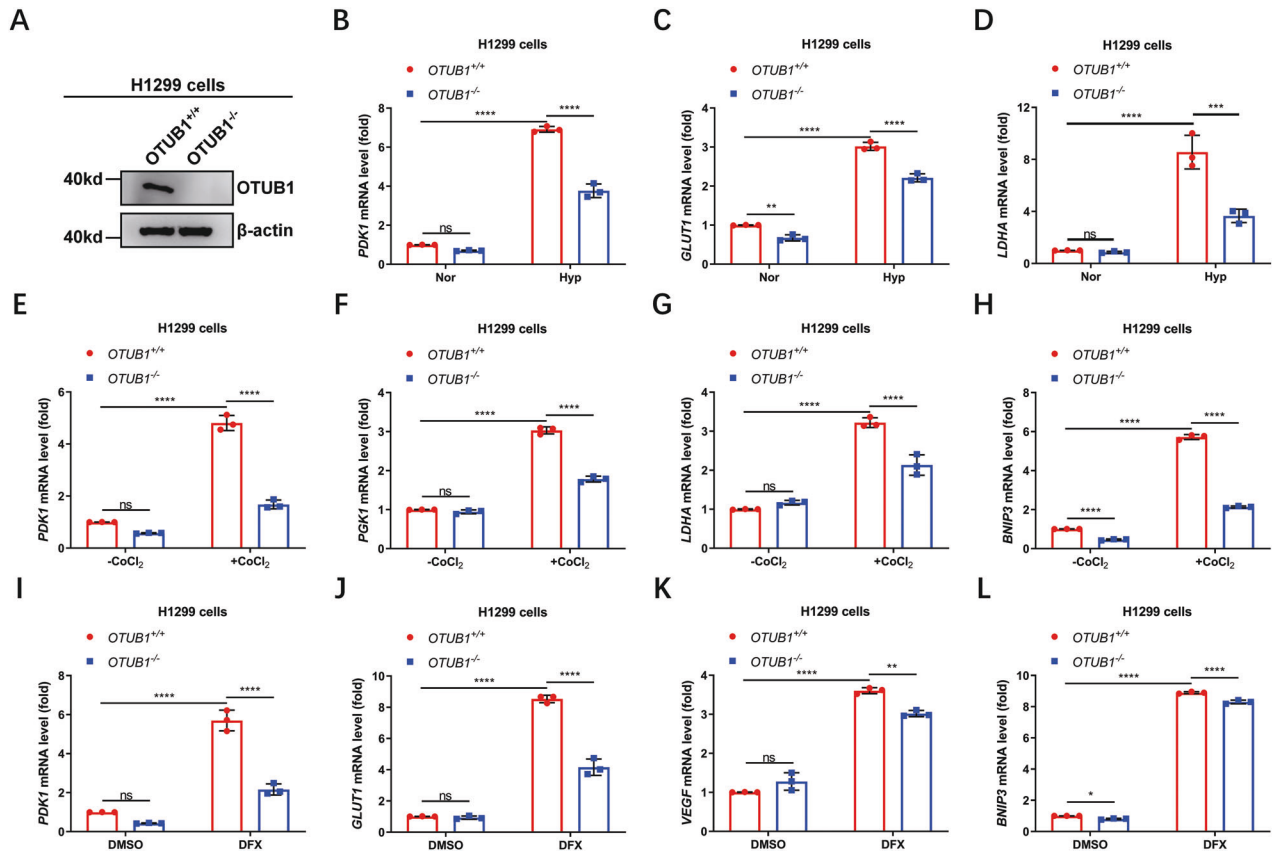 A
H1299 cells
OTUB1+/+ OTUB1-/-
40kd
OTUB1
40kd
β-actin
B
H1299 cells
OTUB1+/+
OTUB1-/-
PDK1 mRNA level (fold)
8
6
4
2
0
****
****
ns
Nor
Hyp
C
H1299 cells
OTUB1+/+
OTUB1-/-
GLUT1 mRNA level (fold)
4
3
2
1
0
****
****
**
Nor
Hyp
D
H1299 cells
OTUB1+/+
OTUB1-/-
LDHA mRNA level (fold)
12
8
4
0
****
***
ns
Nor
Hyp
E
H1299 cells
OTUB1+/+
OTUB1-/-
PDK1 mRNA level (fold)
6
4
2
0
****
****
ns
-CoCl2
+CoCl2
F
H1299 cells
OTUB1+/+
OTUB1-/-
PGK1 mRNA level (fold)
4
3
2
1
0
****
****
ns
-CoCl2
+CoCl2
G
H1299 cells
OTUB1+/+
OTUB1-/-
LDHA mRNA level (fold)
4
3
2
1
0
****
****
ns
-CoCl2
+CoCl2
H
H1299 cells
OTUB1+/+
OTUB1-/-
BNIP3 mRNA level (fold)
8
6
4
2
0
****
****
****
-CoCl2
+CoCl2
I
H1299 cells
OTUB1+/+
OTUB1-/-
PDK1 mRNA level (fold)
8
6
4
2
0
****
****
ns
DMSO
DFX
J
H1299 cells
OTUB1+/+
OTUB1-/-
GLUT1 mRNA level (fold)
10
8
6
4
2
0
****
****
ns
DMSO
DFX
K
H1299 cells
OTUB1+/+
OTUB1-/-
VEGF mRNA level (fold)
4
3
2
1
0
****
**
ns
DMSO
DFX
L
H1299 cells
OTUB1+/+
OTUB1-/-
BNIP3 mRNA level (fold)
10
8
6
4
2
0
****
****
*
DMSO
DFX